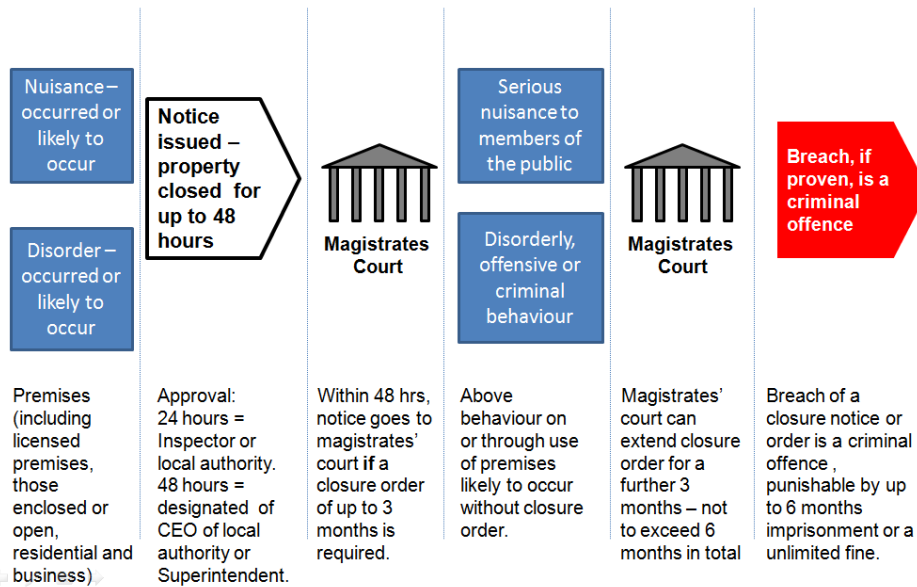 Nuisance –
occurred or
likely to
occur
Disorder –
occurred or
likely to
occur
Notice
issued –
property
closed for
up to 48
hours
Magistrates
Court
Serious
nuisance to
members of
the public
Disorderly,
offensive or
criminal
behaviour
Magistrates
Court
Breach, if
proven, is a
criminal
offence
Premises
(including
licensed
premises,
those
enclosed or
open,
residential and
business)
Approval:
24 hours =
Inspector or
local authority.
48 hours =
designated of
CEO of local
authority or
Superintendent.
Within 48 hrs,
notice goes to
magistrates’
court if a
closure order
of up to 3
months is
required.
Above
behaviour on
or through use
of premises
likely to occur
without closure
order.
Magistrates’
court can
extend closure
order for a
further 3
months – not
to exceed 6
months in total
Breach of a
closure notice or
order is a criminal
offence ,
punishable by up
to 6 months
imprisonment or a
unlimited fine.